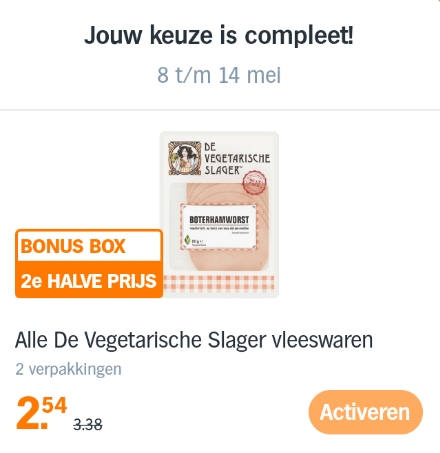 Jouw keuze is compleet!
8 t/m 14 mei
DE
VEGETARISCHE
SLAGER
BOTERHAMWORST
BONUS BOX
2e HALVE PRIJS
Alle De Vegetarische Slager vleeswaren
2 verpakkingen
2.54
3.38
Activeren